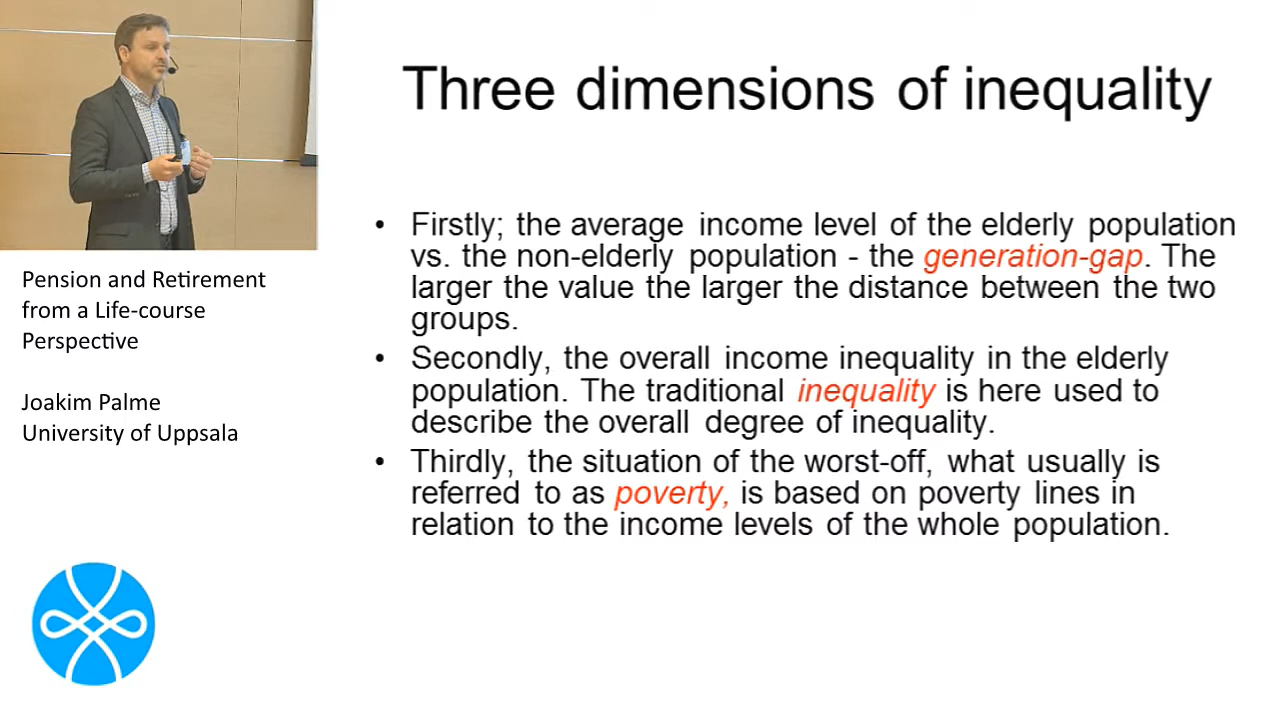 Three dimensions of inequality
• Firstly; the average income level of the elderly population
vs. the non-elderly population - the generation-gap. The
larger the value the larger the distance between the two
groups.
• Secondly, the overall income inequality in the elderly
population. The traditional inequality is here used to
describe the overall degree of inequality.
• Thirdly, the situation of the worst-off, what usually is
referred to as poverty, is based on poverty lines in
relation to the income levels of the whole population.
Pension and Retirement
from a Life-course
Perspective
Joakim Palme
University of Uppsala